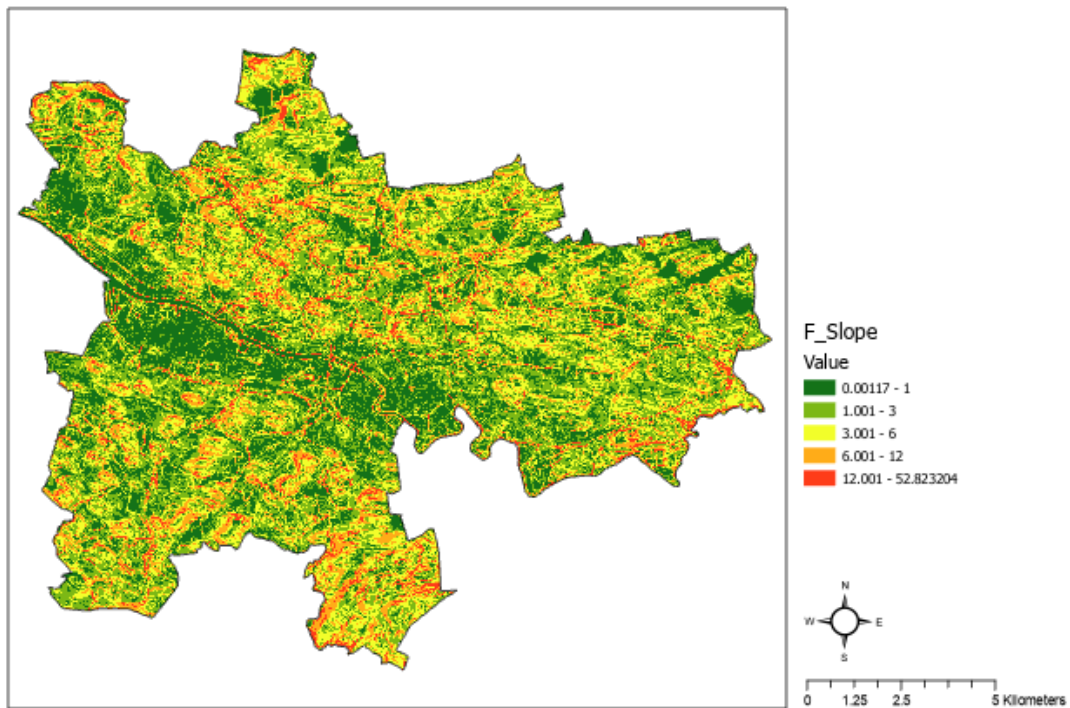 F_Slope
Value
0.00117 - 1
1.001 - 3
3.001 - 6
6.001 - 12
12.001 - 52.823204
N
W E
S
0 1.25 2.5 5 Kilometers